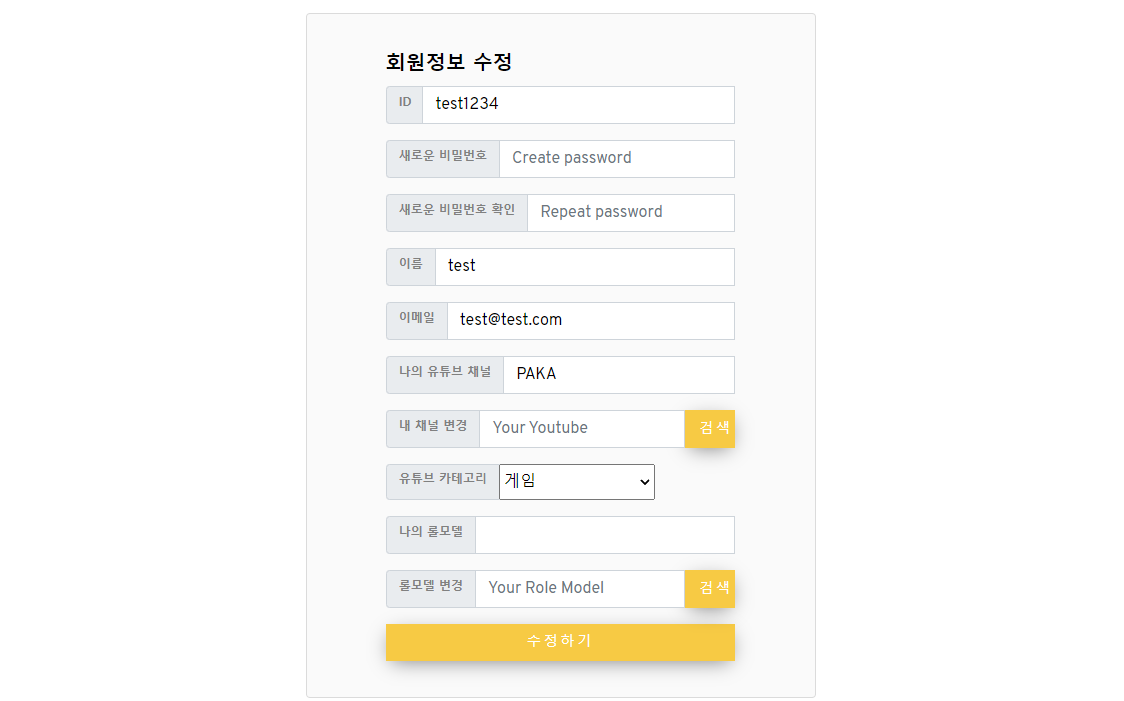 회원정보 수정
ID test1234
새로운 비밀번호 Create password
새로운 비밀번호 확인 Repeat password
이름 test
이메일 test@test.com
나의 유튜브 채널 PAKA
내 채널 변경 Your Youtube 검색
유튜브 카테고리 게임
나의 롤모델
롤모델 변경 Your Role Model 검색
수정하기